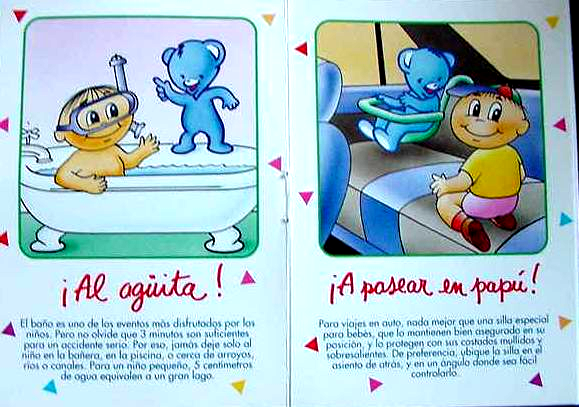 ¡Al agüita!
El baño es uno de los eventos más disfrutados por los
niños. Pero no olvide que 3 minutos son suficientes
para un accidente serio. Por eso, jamás deje solo al
niño en la bañera, en la piscina, o cerca de arroyos,
ríos o canales. Para un niño pequeño, 5 centímetros
de agua equivalen a un gran lago.
¡A pasear en papú!
Para viajes en auto, nada mejor que una silla especial
para bebés, que lo mantienen bien asegurado en su
posición, y lo protegen con sus costados mullidos y
sobresalientes. De preferencia, ubique la silla en el
asiento de atrás, y en un ángulo donde sea fácil
controlarlo.